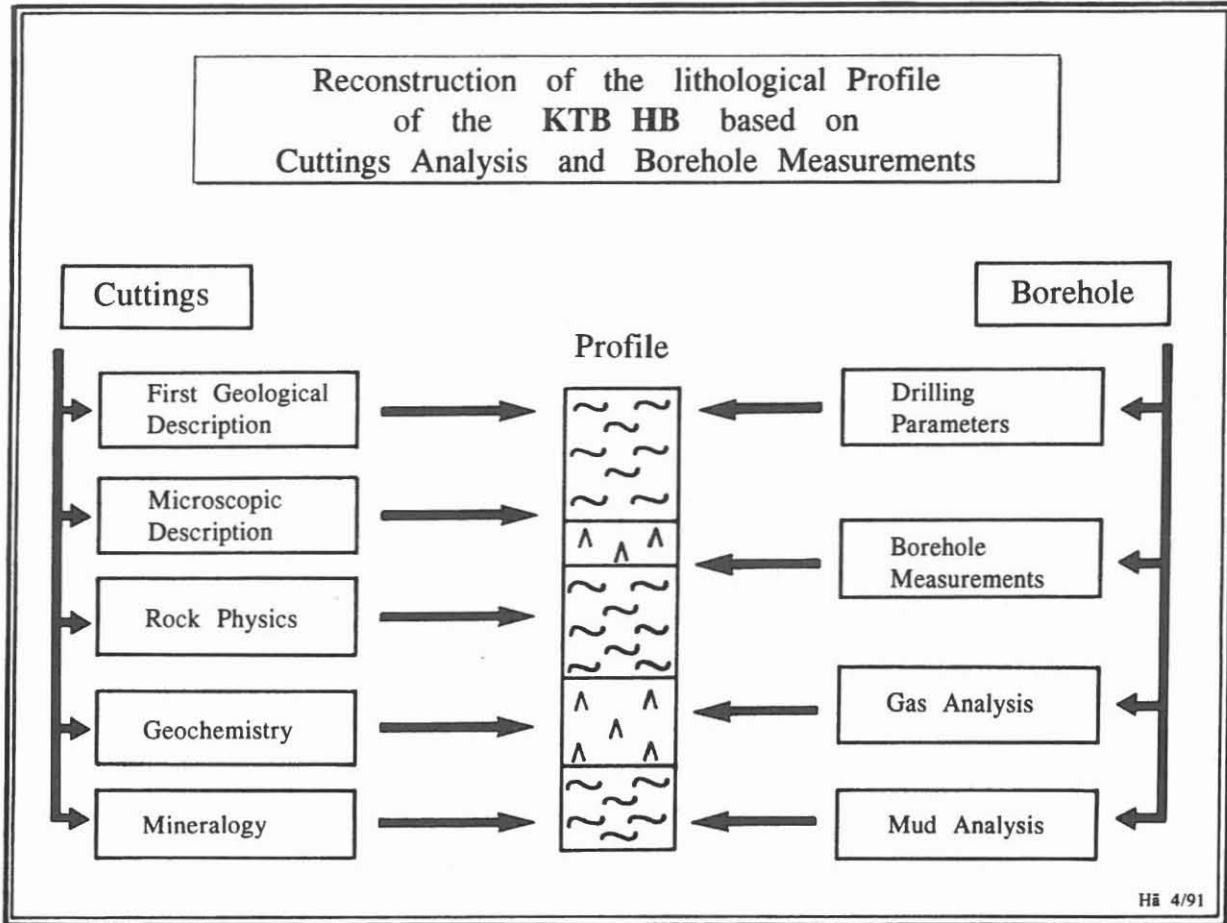 Reconstruction of the lithological Profile
of the KTB HB based on
Cuttings Analysis and Borehole Measurements
Cuttings
First Geological
Description
Microscopic
Description
Rock Physics
Geochemistry
Mineralogy
Profile
Borehole
Drilling
Parameters
Borehole
Measurements
Gas Analysis
Mud Analysis
Hä 4/91